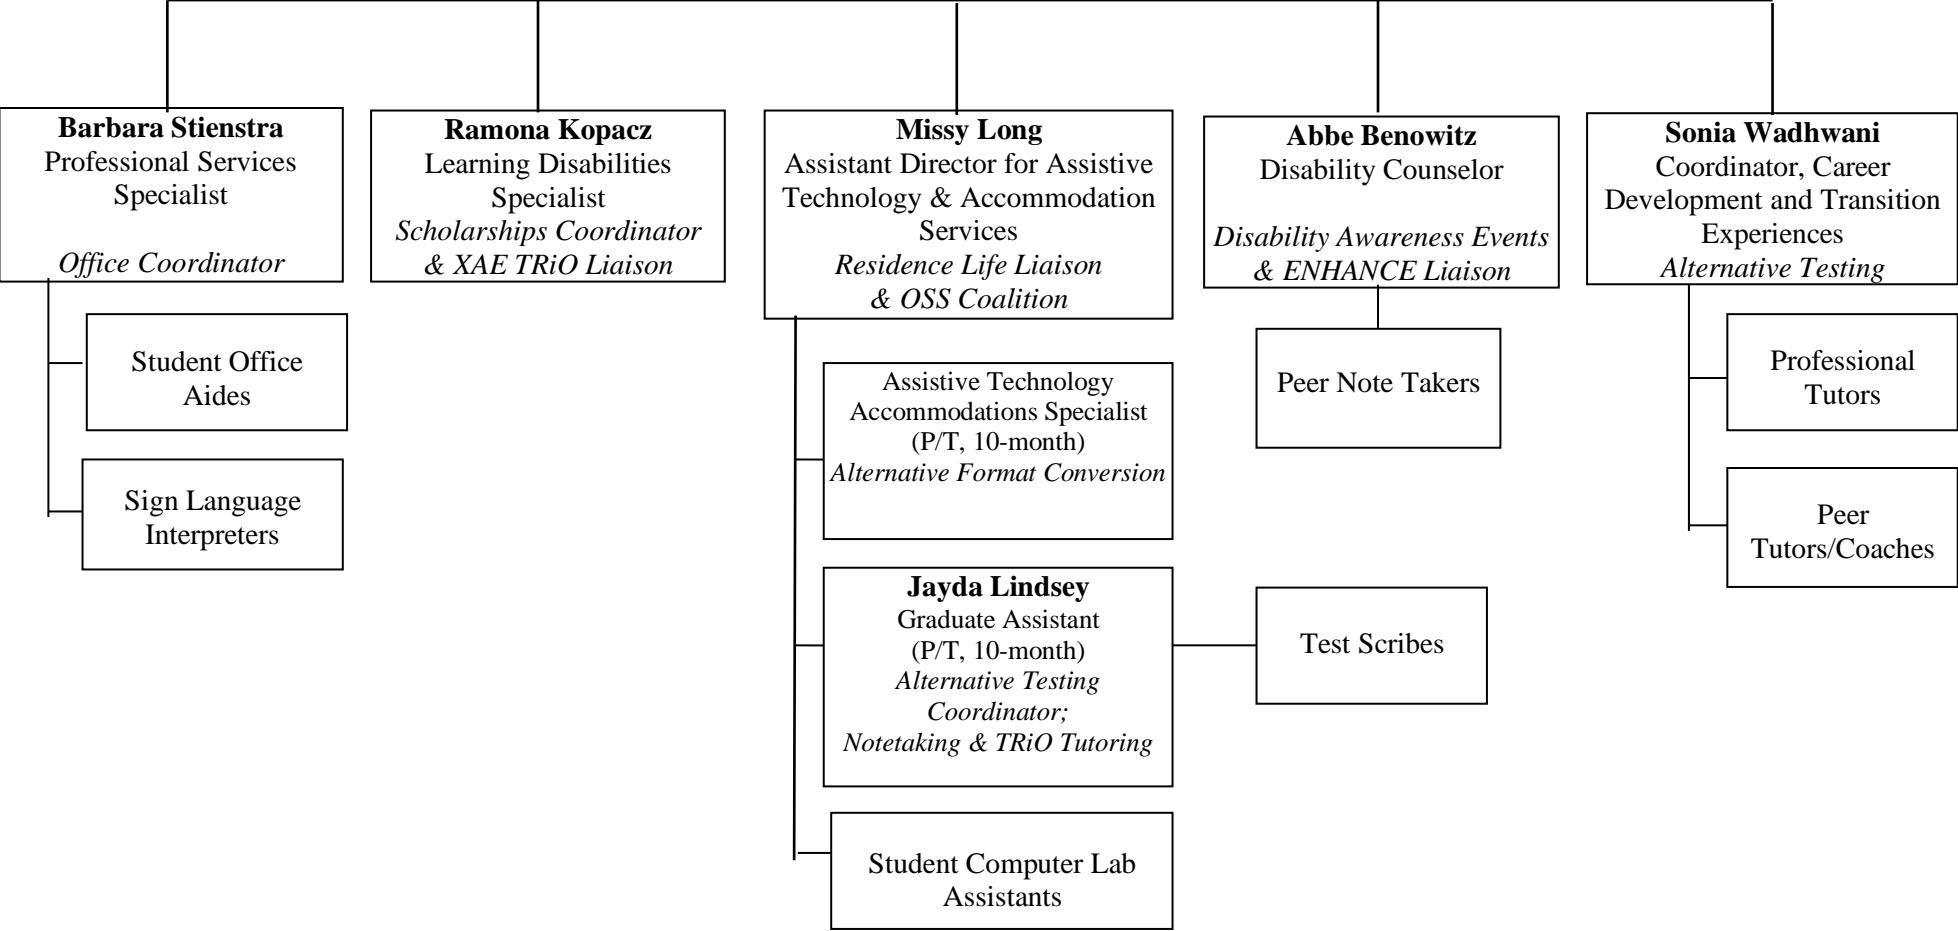 Barbara Stienstra
Professional Services
Specialist
Office Coordinator
Ramona Kopacz
Learning Disabilities
Specialist
Scholarships Coordinator
& XAE TRiO Liaison
Missy Long
Assistant Director for Assistive
Technology & Accommodation
Services
Residence Life Liaison
& OSS Coalition
Abbe Benowitz
Disability Counselor
Disability Awareness Events
& ENHANCE Liaison
Sonia Wadhwani
Coordinator, Career
Development and Transition
Experiences
Alternative Testing
Student Office
Aides
Sign Language
Interpreters
Assistive Technology
Accommodations Specialist
(P/T, 10-month)
Alternative Format Conversion
Jayda Lindsey
Graduate Assistant
(P/T, 10-month)
Alternative Testing
Coordinator;
Notetaking & TRiO Tutoring
Student Computer Lab
Assistants
Peer Note Takers
Test Scribes
Professional
Tutors
Peer
Tutors/Coaches